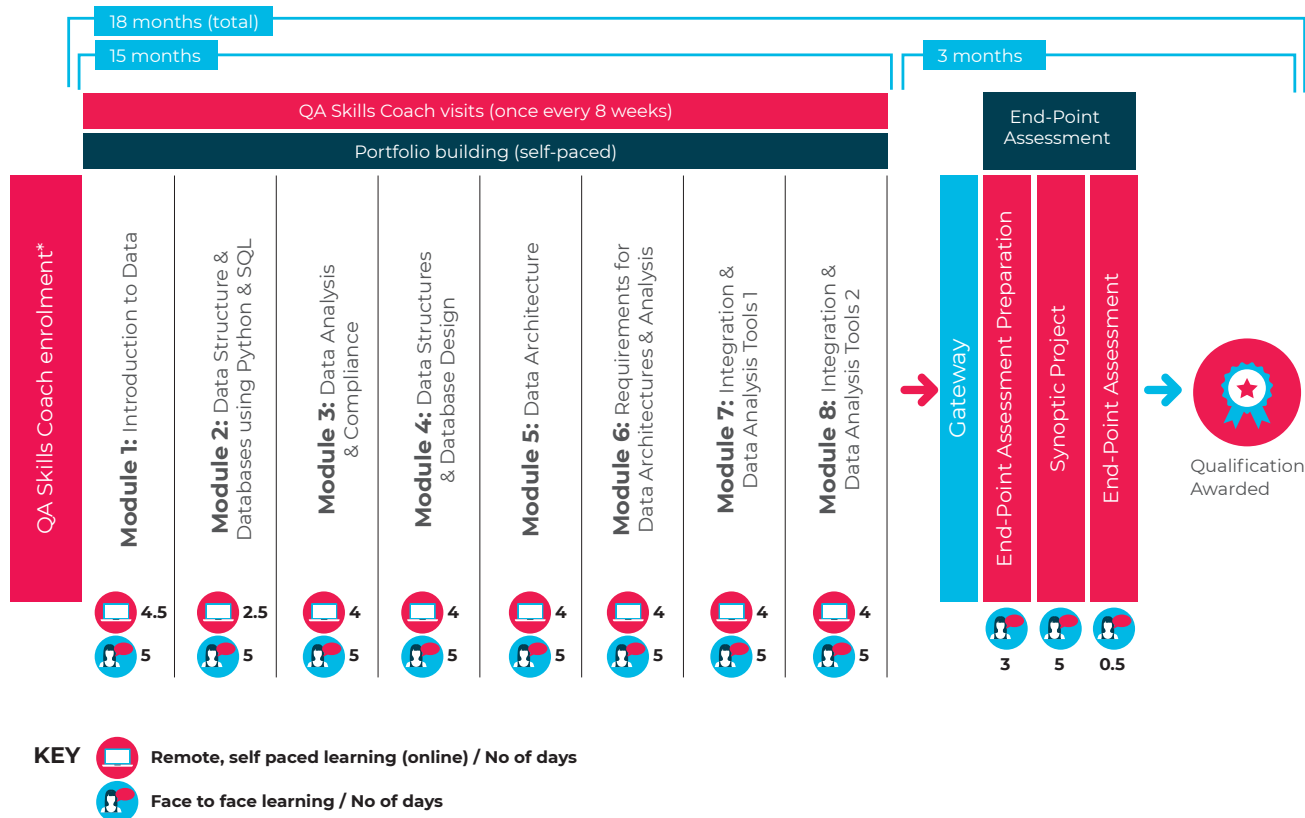 18 months (total)
15 months
3 months
QA Skills Coach visits (once every 8 weeks)
Portfolio building (self-paced)
End-Point
Assessment
QA Skills Coach enrolment*
Module 1: Introduction to Data
Module 2: Data Structure &
Databases using Python & SQL
Module 3: Data Analysis
& Compliance
Module 4: Data Structures
& Database Design
Module 5: Data Architecture
Module 6: Requirements for
Data Architectures & Analysis
Module 7: Integration &
Data Analysis Tools 1
Module 8: Integration &
Data Analysis Tools 2
Gateway
End-Point Assessment Preparation
Synoptic Project
End-Point Assessment
Qualification
Awarded
4.5 2.5 4 4 4 4 4 4
5 5 5 5 5 5 5 5
3 5 0.5
KEY
Remote, self paced learning (online) / No of days
Face to face learning / No of days